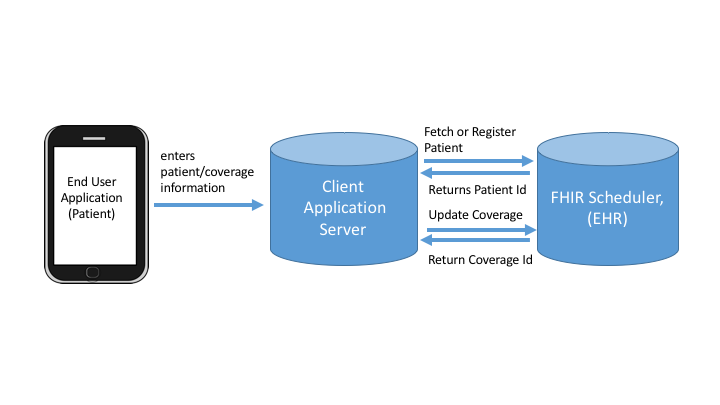 End User
Application
(Patient)
enters
patient/coverage
information
Client
Application
Server
Fetch or Register
Patient
Returns Patient Id
Update Coverage
Return Coverage Id
FHIR Scheduler,
(EHR)